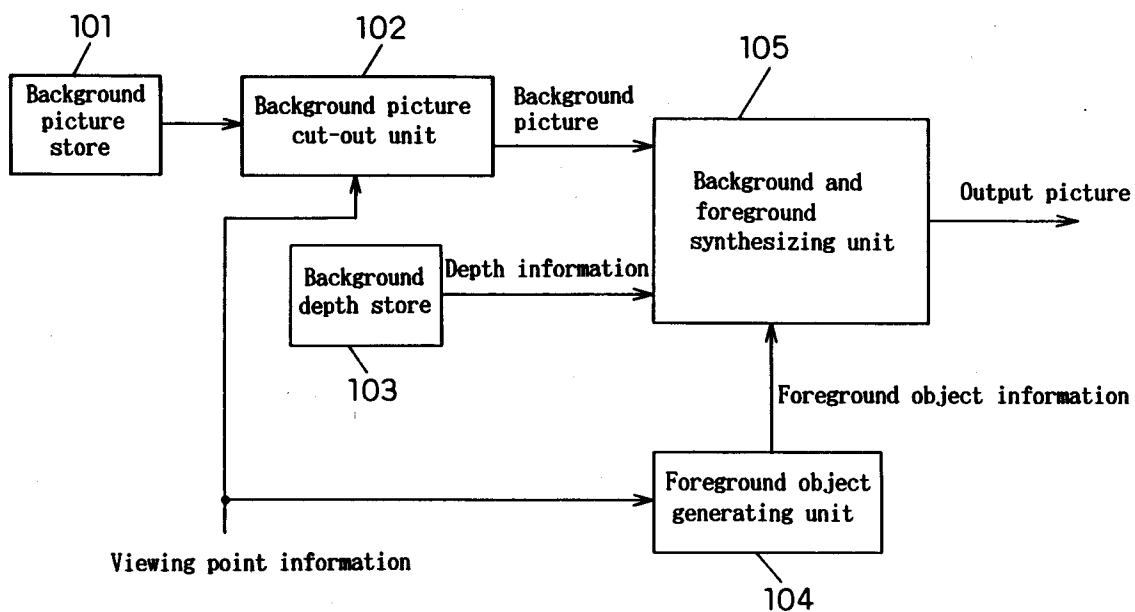 101
102
105
Background
picture
store
Background picture
cut-out unit
Background
picture
Background and
foreground
synthesizing unit
Output picture
Background
depth store
Depth information
103
Foreground object information
Foreground object
generating unit
Viewing point information
104